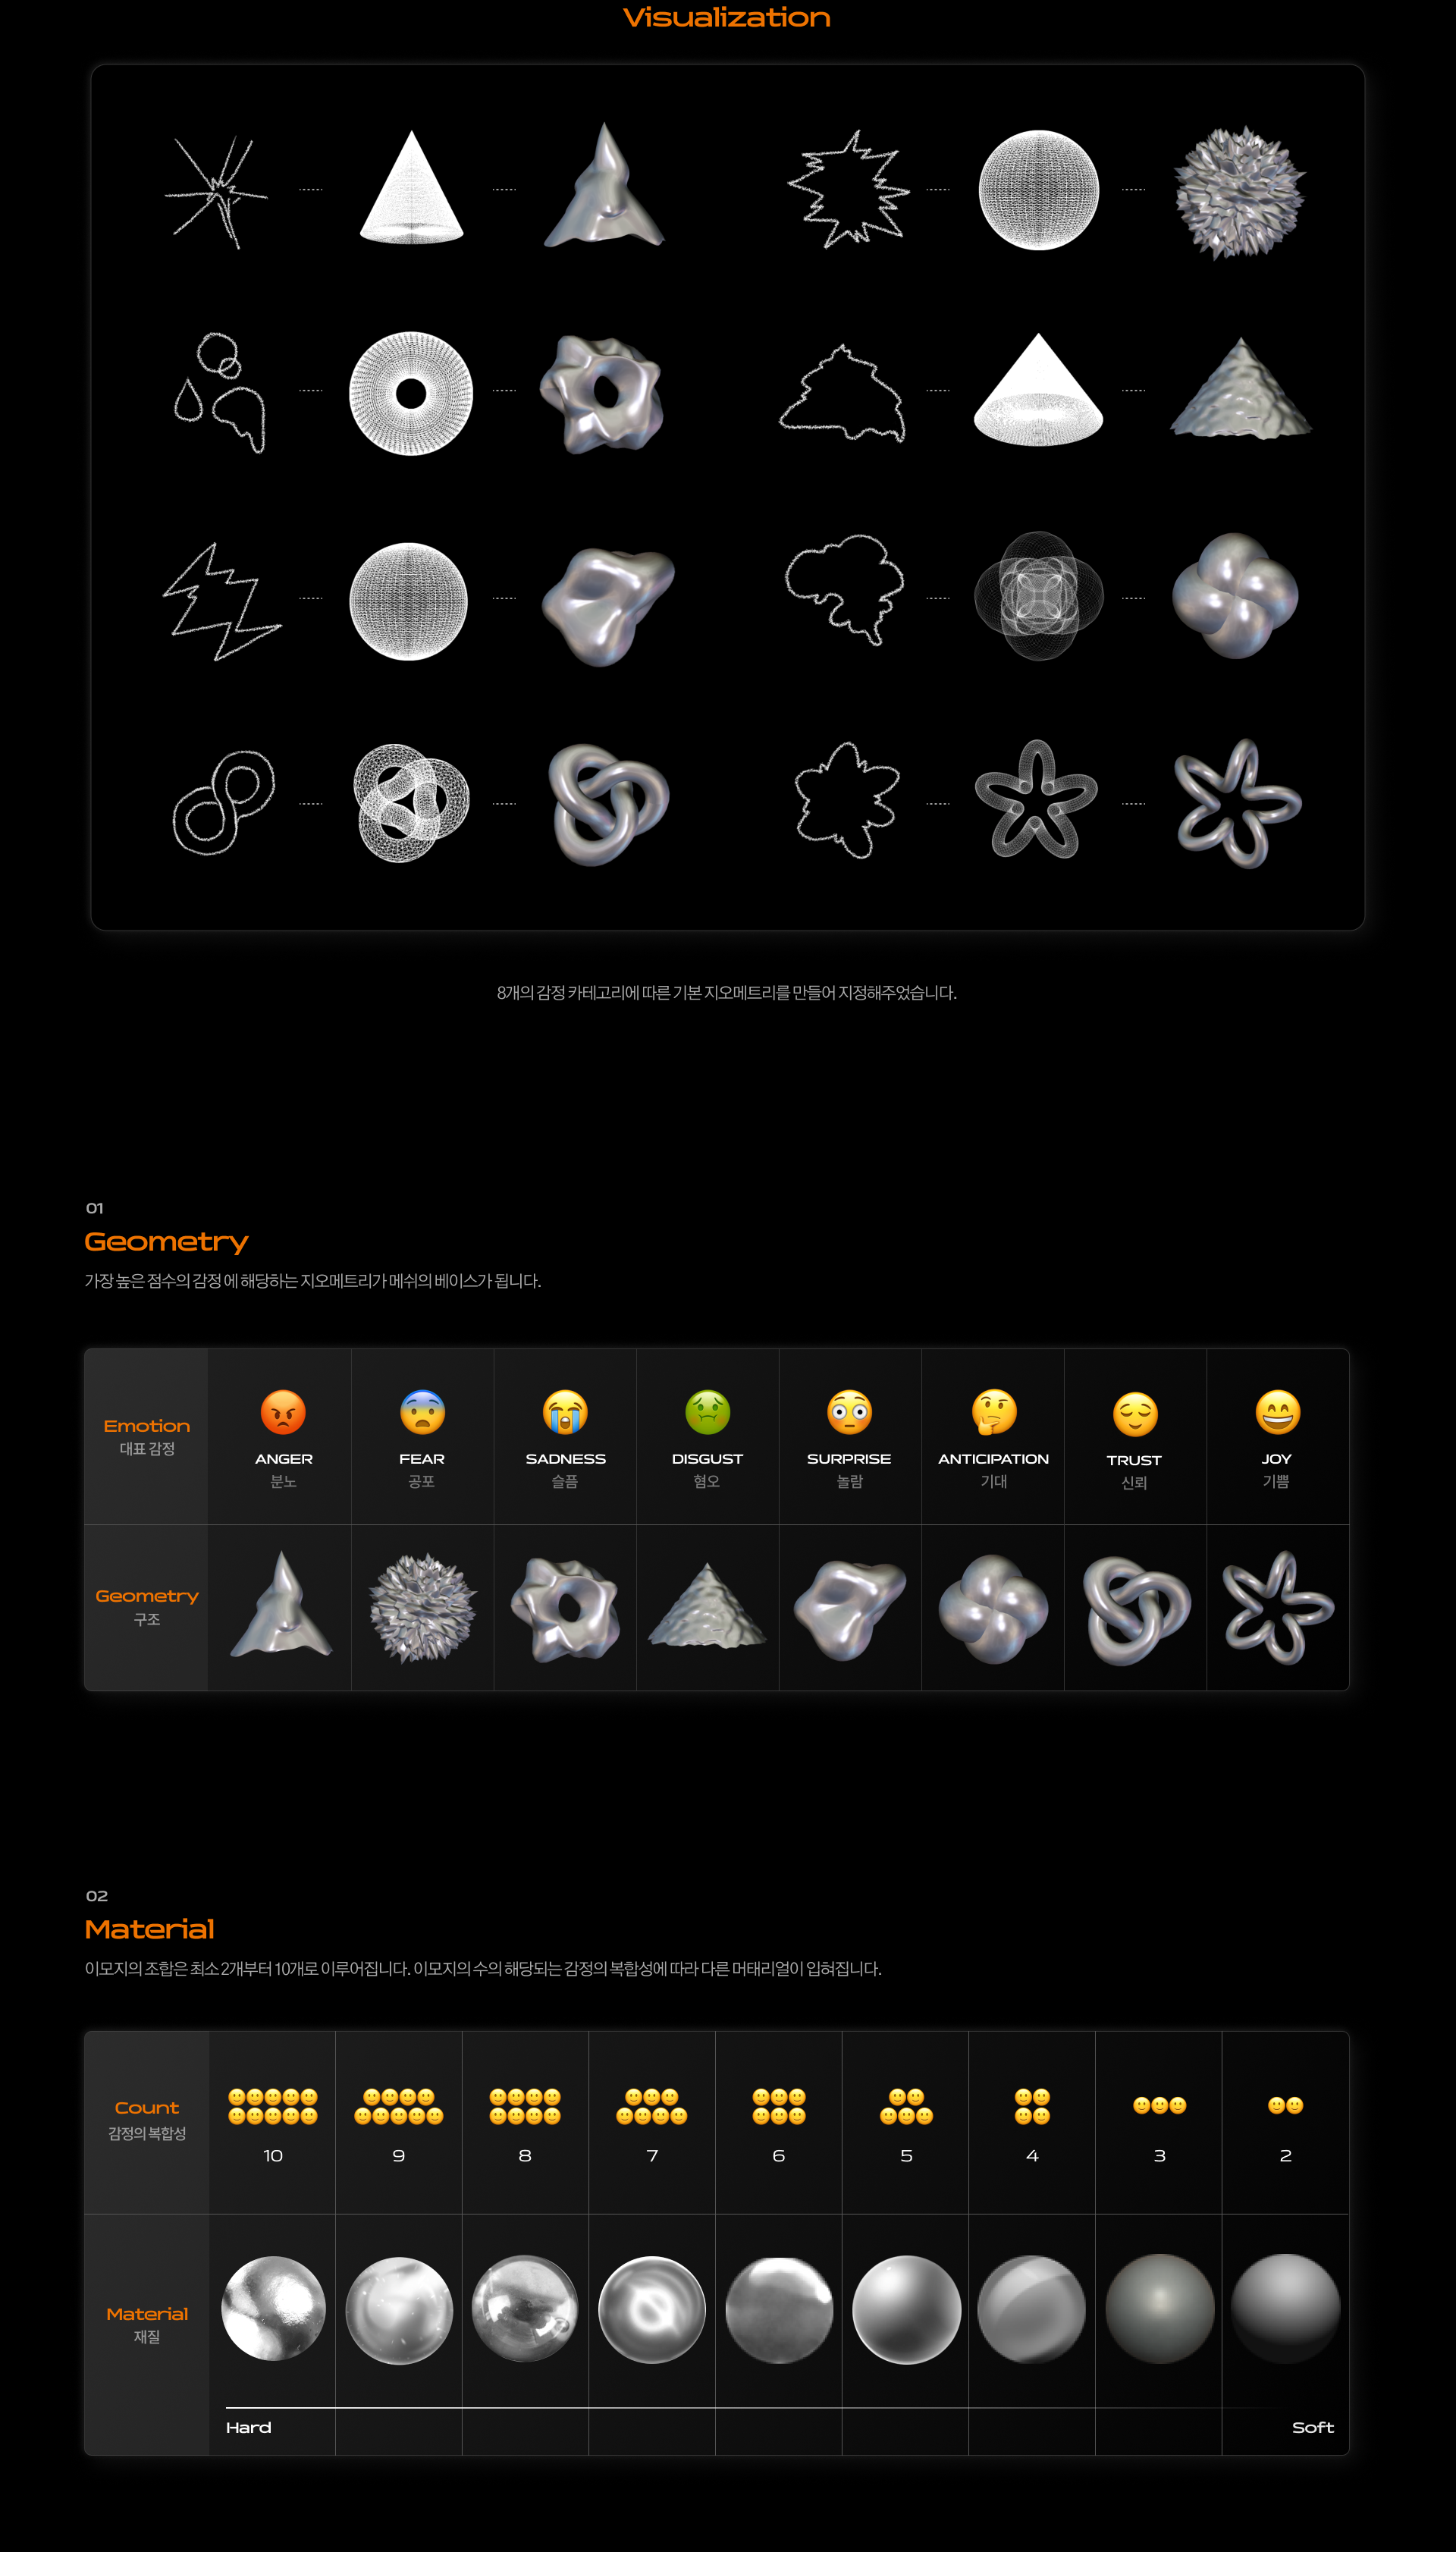 Visualization
8개의 감정 카테고리에 따른 기본 지오메트리를 만들어 지정해주었습니다.
01
Geometry
가장 높은 점수의 감정 에 해당하는 지오메트리가 메쉬의 베이스가 됩니다.
Emotion
대표 감정
ANGER
분노
FEAR
공포
SADNESS
슬픔
DISGUST
혐오
SURPRISE
놀람
ANTICIPATION
기대
TRUST
신뢰
JOY
기쁨
Geometry
구조
02
Material
이모지의 조합은 최소 2개부터 10개로 이루어집니다. 이모지의 수의 해당되는 감정의 복합성에 따라 다른 머태리얼이 입혀집니다.
Count
감정의 복합성
10
9
8
7
6
5
4
3
2
Material
재질
Hard
Soft